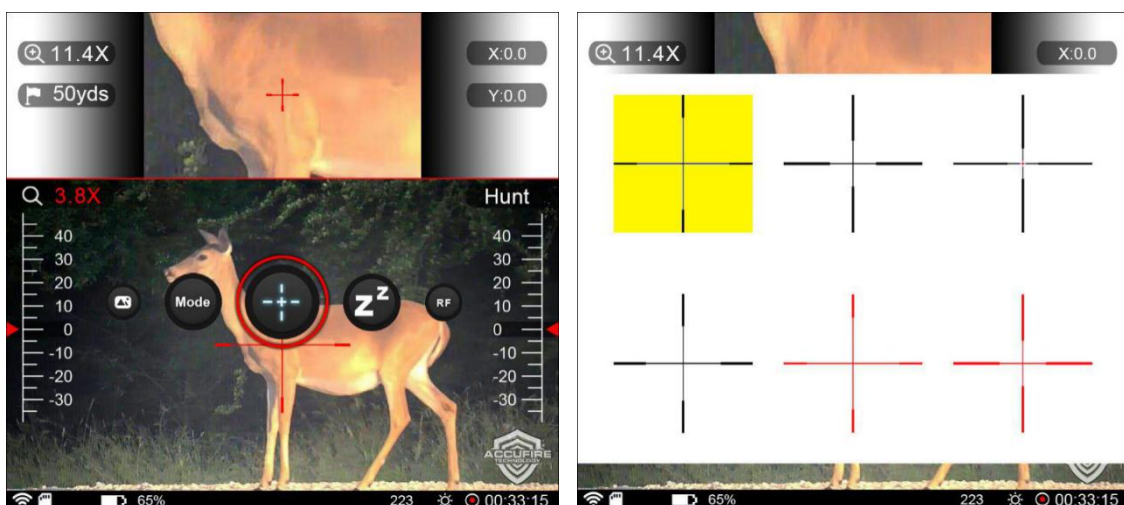 11.4X X:0.0
50yds Y:0.0
3.8X Hunt
40 40
30 30
20 20
10 Mode zz RF 10
0 0
-10 -10
-20 -20
-30 -30
ACCUFIRE
TECHNOLOGY
65% 223 00:33:15
11.4X X:0.0
65% 223 00:33:15